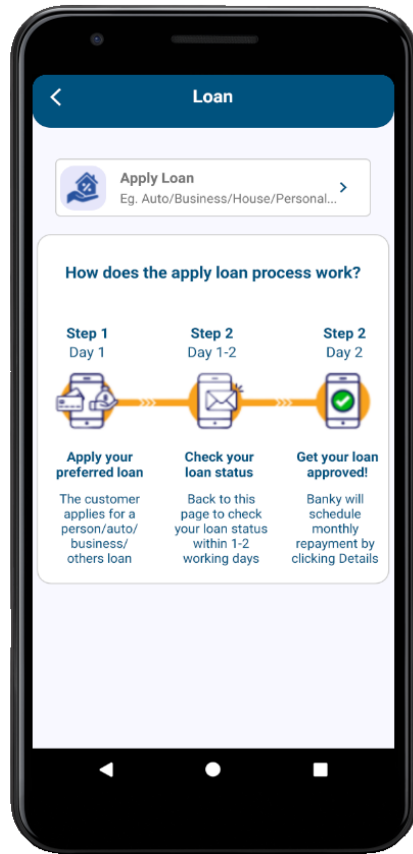 Loan
Apply Loan
Eg. Auto/Business/House/Personal...
How does the apply loan process work?
Step 1
Day 1
Step 2
Day 1-2
Step 2
Day 2
Apply your
preferred loan
Check your
loan status
Get your loan
approved!
The customer
applies for a
person/auto/
business/
others loan
Back to this
page to check
your loan status
within 1-2
working days
Banky will
schedule
monthly
repayment by
clicking Details